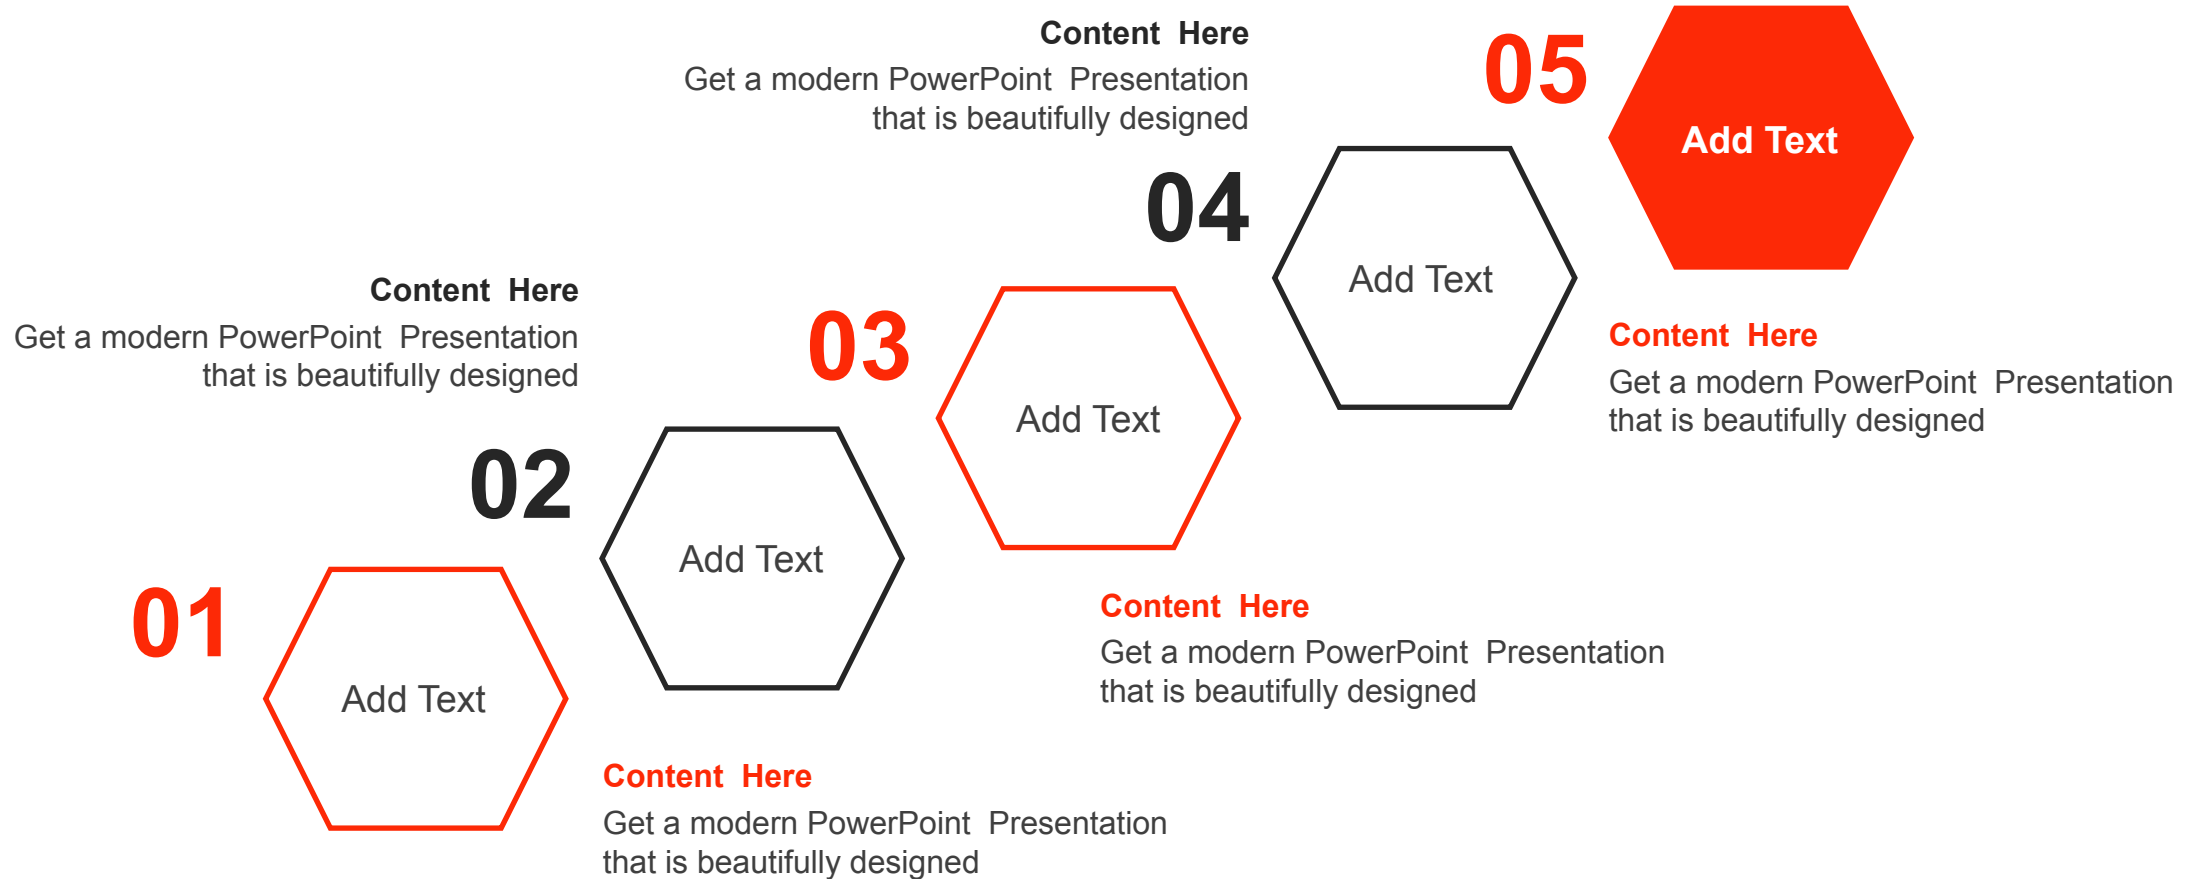 01
Add Text
Content  Here
Get a modern PowerPoint  Presentation
that is beautifully designed
02
Add Text
Content  Here
Get a modern PowerPoint  Presentation
that is beautifully designed
03
Add Text
Content  Here
Get a modern PowerPoint  Presentation
that is beautifully designed
04
Add Text
Content  Here
Get a modern PowerPoint  Presentation
that is beautifully designed
05
Add Text
Content  Here
Get a modern PowerPoint  Presentation
that is beautifully designed